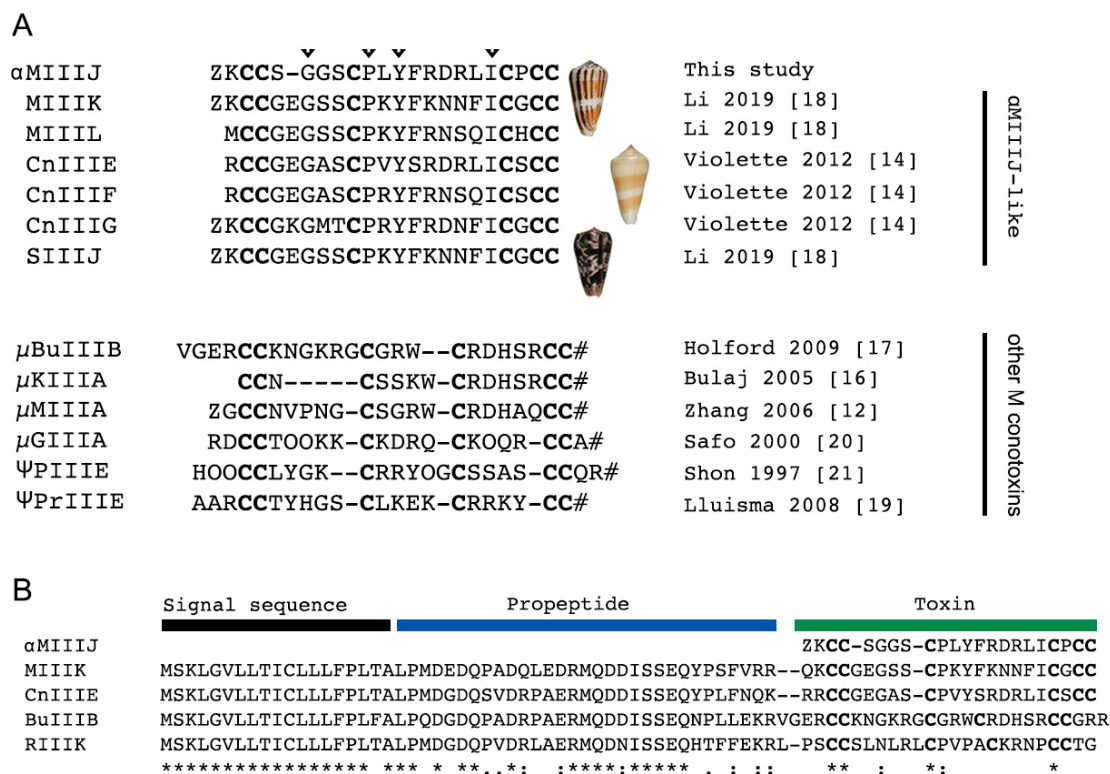 A
αMIIIJ ZKCCS-GGSCPLYFRDRLICPCC This study
MIIIK ZKCCGEGSSCPKYFKNNFICGCC Li 2019 [18]
MIIIL MCCGEGSSCPKYFRNSQICHCC Li 2019 [18]
CnIIIE RCCGEGASCPVYSRDRLICSCC Violette 2012 [14]
CnIIIF RCCGEGASCPRYFRNSQICSCC Violette 2012 [14]
CnIIIG ZKCCGKGMTCPRYFRDNFICGCC Violette 2012 [14]
SIIIJ ZKCCGEGSSCPKYFKNNFICGCC Li 2019 [18]
αMIIIJ-like
μBuIIIB VGERCCKNGKRGCGRW--CRDHSRCC# Holford 2009 [17]
μKIIIA CCN-----CSSKW-CRDHSRCC# Bulaj 2005 [16]
μMIIIA ZGCCNVPNG-CSGRW-CRDHAQCC# Zhang 2006 [12]
μGIIIA RDCCTOOKK-CKDRQ-CKOQR-CCA# Safo 2000 [20]
ΨPIIIE HOOCCLYGK--CRRYOGCSSAS-CCQR# Shon 1997 [21]
ΨPrIIIE AARCCTYHGS-CLKEK-CRRKY-CC# Lluisma 2008 [19]
other M conotoxins
B
Signal sequence Propeptide Toxin
αMIIIJ ZKCC-SGGS-CPLYFRDRLICPCC
MIIIK MSKLGVLLTICLLLFPLTALPMDEDQPADQLEDRMQDDISSEQYPSFVRR--QKCCGEGSS-CPKYFKNNFICGCC
CnIIIE MSKLGVLLTICLLLFPLTALPMDGDQSVDRPAERMQDDISSEQYPLFNQK--RRCCGEGAS-CPVYSRDRLICSCC
BuIIIB MSKLGVLLTICLLLFPLFALPQDGDQPADRPAERMQDDISSEQNPLLEKRVGERCCKNGKRGCGRWCRDHSRCCGRR
RIIIK MSKLGVLLTICLLLFPLTALPMDGDQPVDRLAERMQDNISSEQHTFFEKRL-PSCCSLNLRLCPVPACKRNPCCTG
***************** *** * **..*: ****:***** . :: ** : *: *